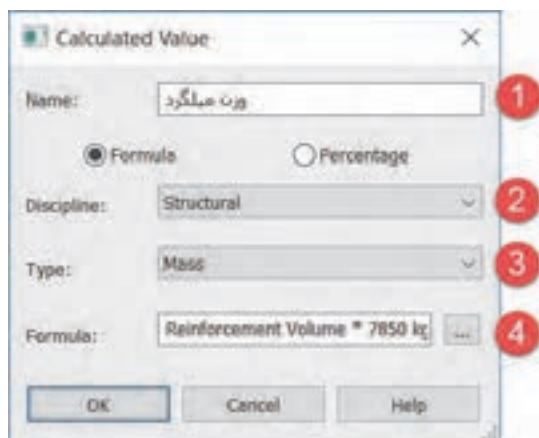 Calculated Value
Name: وزن میلگرد 1
Formula Percentage
Discipline: Structural 2
Type: Mass 3
Formula: Reinforcement Volume * 7850 kg ... 4
OK Cancel Help